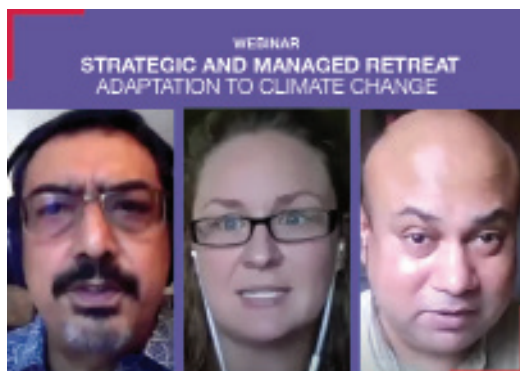 WEBINAR
STRATEGIC AND MANAGED RETREAT
ADAPTATION TO CLIMATE CHANGE